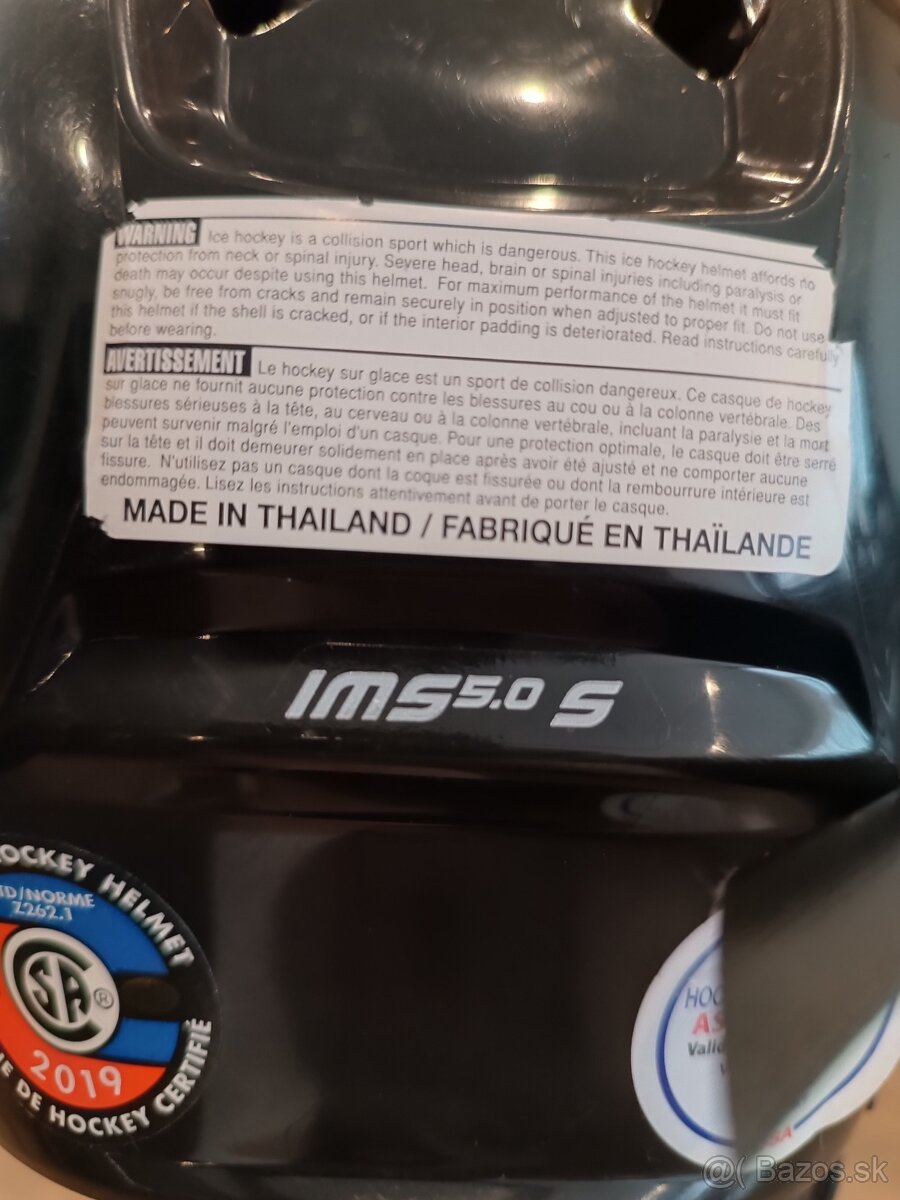 WARNING Ice hockey is a collision sport which is dangerous. This ice hockey helmet affords no
protection from neck or spinal injury. Severe head, brain or spinal injuries including paralysis or
death may occur despite using this helmet. For maximum performance of the helmet it must fit
snugly, be free from cracks and remain securely in position when adjusted to proper fit. Do not use
this helmet if the shell is cracked, or if the interior padding is deteriorated. Read instructions carefully
before wearing.
AVERTISSEMENT Le hockey sur glace est un sport de collision dangereux. Ce casque de hockey
sur glace ne fournit aucune protection contre les blessures au cou ou à la colonne vertébrale. Des
blessures sérieuses à la tête, au cerveau ou à la colonne vertébrale, incluant la paralysie et la mort
peuvent survenir malgré l'emploi d'un casque. Pour une protection optimale, le casque doit être serré
sur la tête et il doit demeurer solidement en place après avoir été ajusté et ne comporter aucune
fissure. N'utilisez pas un casque dont la coque est fissurée ou dont la rembourrure intérieure est
endommagée. Lisez les instructions attentivement avant de porter le casque.
MADE IN THAILAND / FABRIQUÉ EN THAÏLANDE
IMS 5.0 S
OCKEY HELMET
TD/NORME
Z262.1
CSA®
2019
UE DE HOCKEY CERTIFIÉ
HOC
AS
Valid
SA
@( Bazos.sk